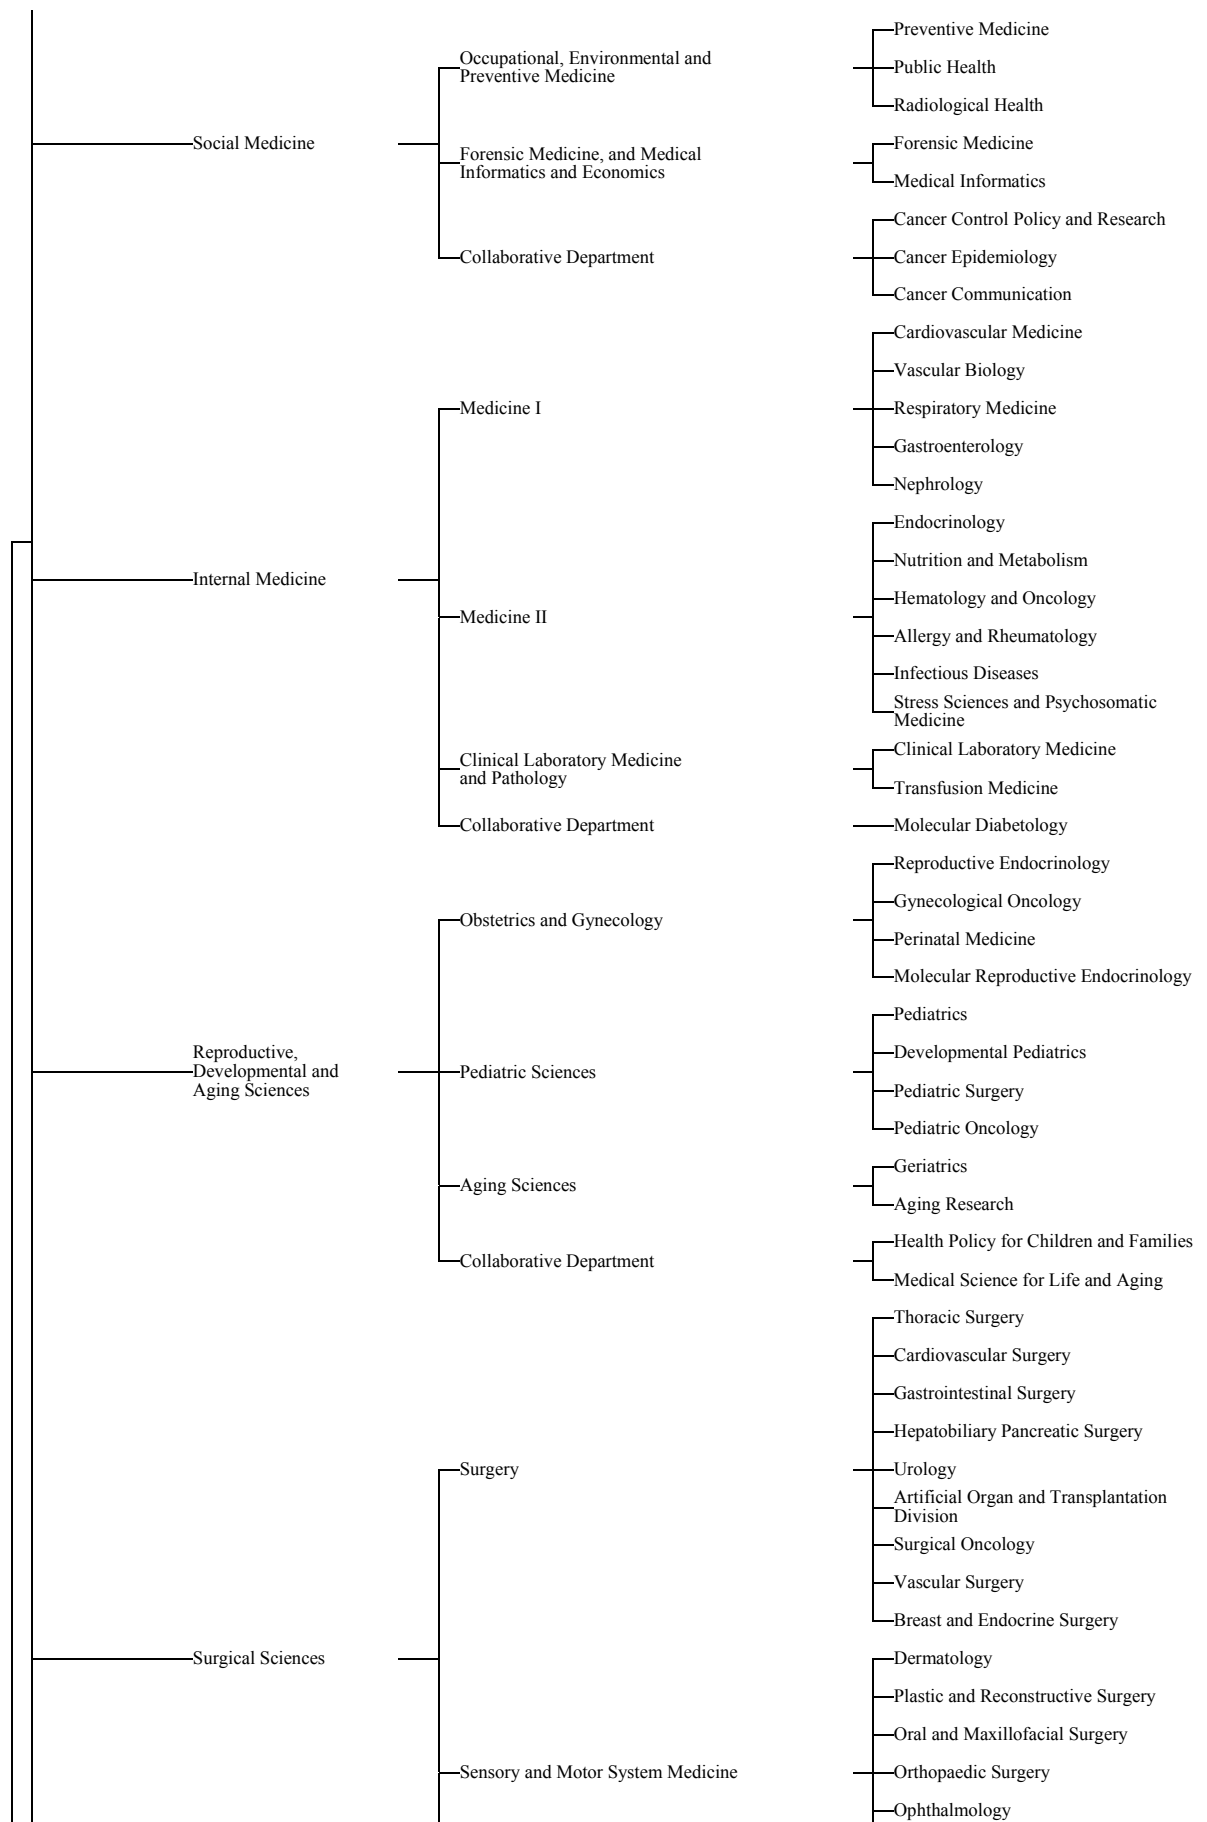 Preventive Medicine
Occupational, Environmental and
Preventive Medicine
Public Health
Radiological Health
Social Medicine
Forensic Medicine, and Medical
Informatics and Economics
Forensic Medicine
Medical Informatics
Cancer Control Policy and Research
Collaborative Department
Cancer Epidemiology
Cancer Communication
Cardiovascular Medicine
Vascular Biology
Medicine I
Respiratory Medicine
Gastroenterology
Nephrology
Endocrinology
Nutrition and Metabolism
Internal Medicine
Hematology and Oncology
Medicine II
Allergy and Rheumatology
Infectious Diseases
Stress Sciences and Psychosomatic
Medicine
Clinical Laboratory Medicine
and Pathology
Clinical Laboratory Medicine
Transfusion Medicine
Collaborative Department
Molecular Diabetology
Reproductive Endocrinology
Gynecological Oncology
Obstetrics and Gynecology
Perinatal Medicine
Molecular Reproductive Endocrinology
Pediatrics
Reproductive,
Developmental and
Aging Sciences
Developmental Pediatrics
Pediatric Sciences
Pediatric Surgery
Pediatric Oncology
Geriatrics
Aging Sciences
Aging Research
Health Policy for Children and Families
Collaborative Department
Medical Science for Life and Aging
Thoracic Surgery
Cardiovascular Surgery
Gastrointestinal Surgery
Hepatobiliary Pancreatic Surgery
Surgery
Urology
Artificial Organ and Transplantation
Division
Surgical Oncology
Vascular Surgery
Breast and Endocrine Surgery
Surgical Sciences
Dermatology
Plastic and Reconstructive Surgery
Oral and Maxillofacial Surgery
Sensory and Motor System Medicine
Orthopaedic Surgery
Ophthalmology